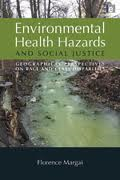 Environmental
Health Hazards
AND SOCIAL JUSTICE
GEOGRAPHICAL PERSPECTIVES
ON RACE AND CLASS DISPARITIES
Florence Margai